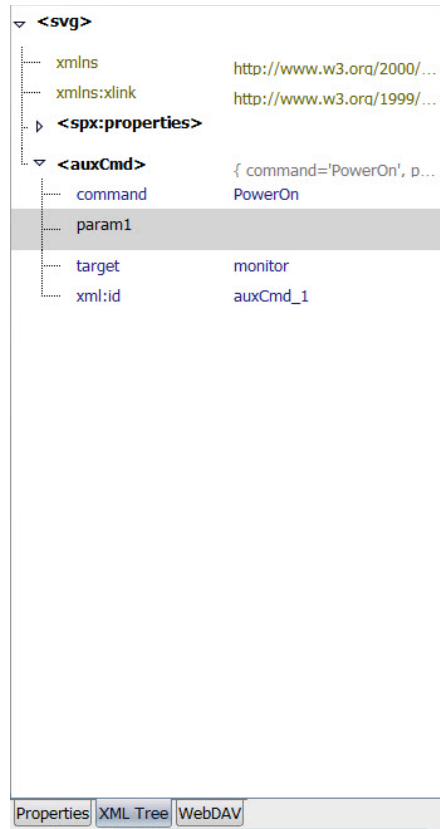 <svg>
xmlns http://www.w3.org/2000/...
xmlns:xlink http://www.w3.org/1999/...
<spx:properties>
<auxCmd> { command='PowerOn', p...
command PowerOn
param1
target monitor
xml:id auxCmd_1
Properties XML Tree WebDAV